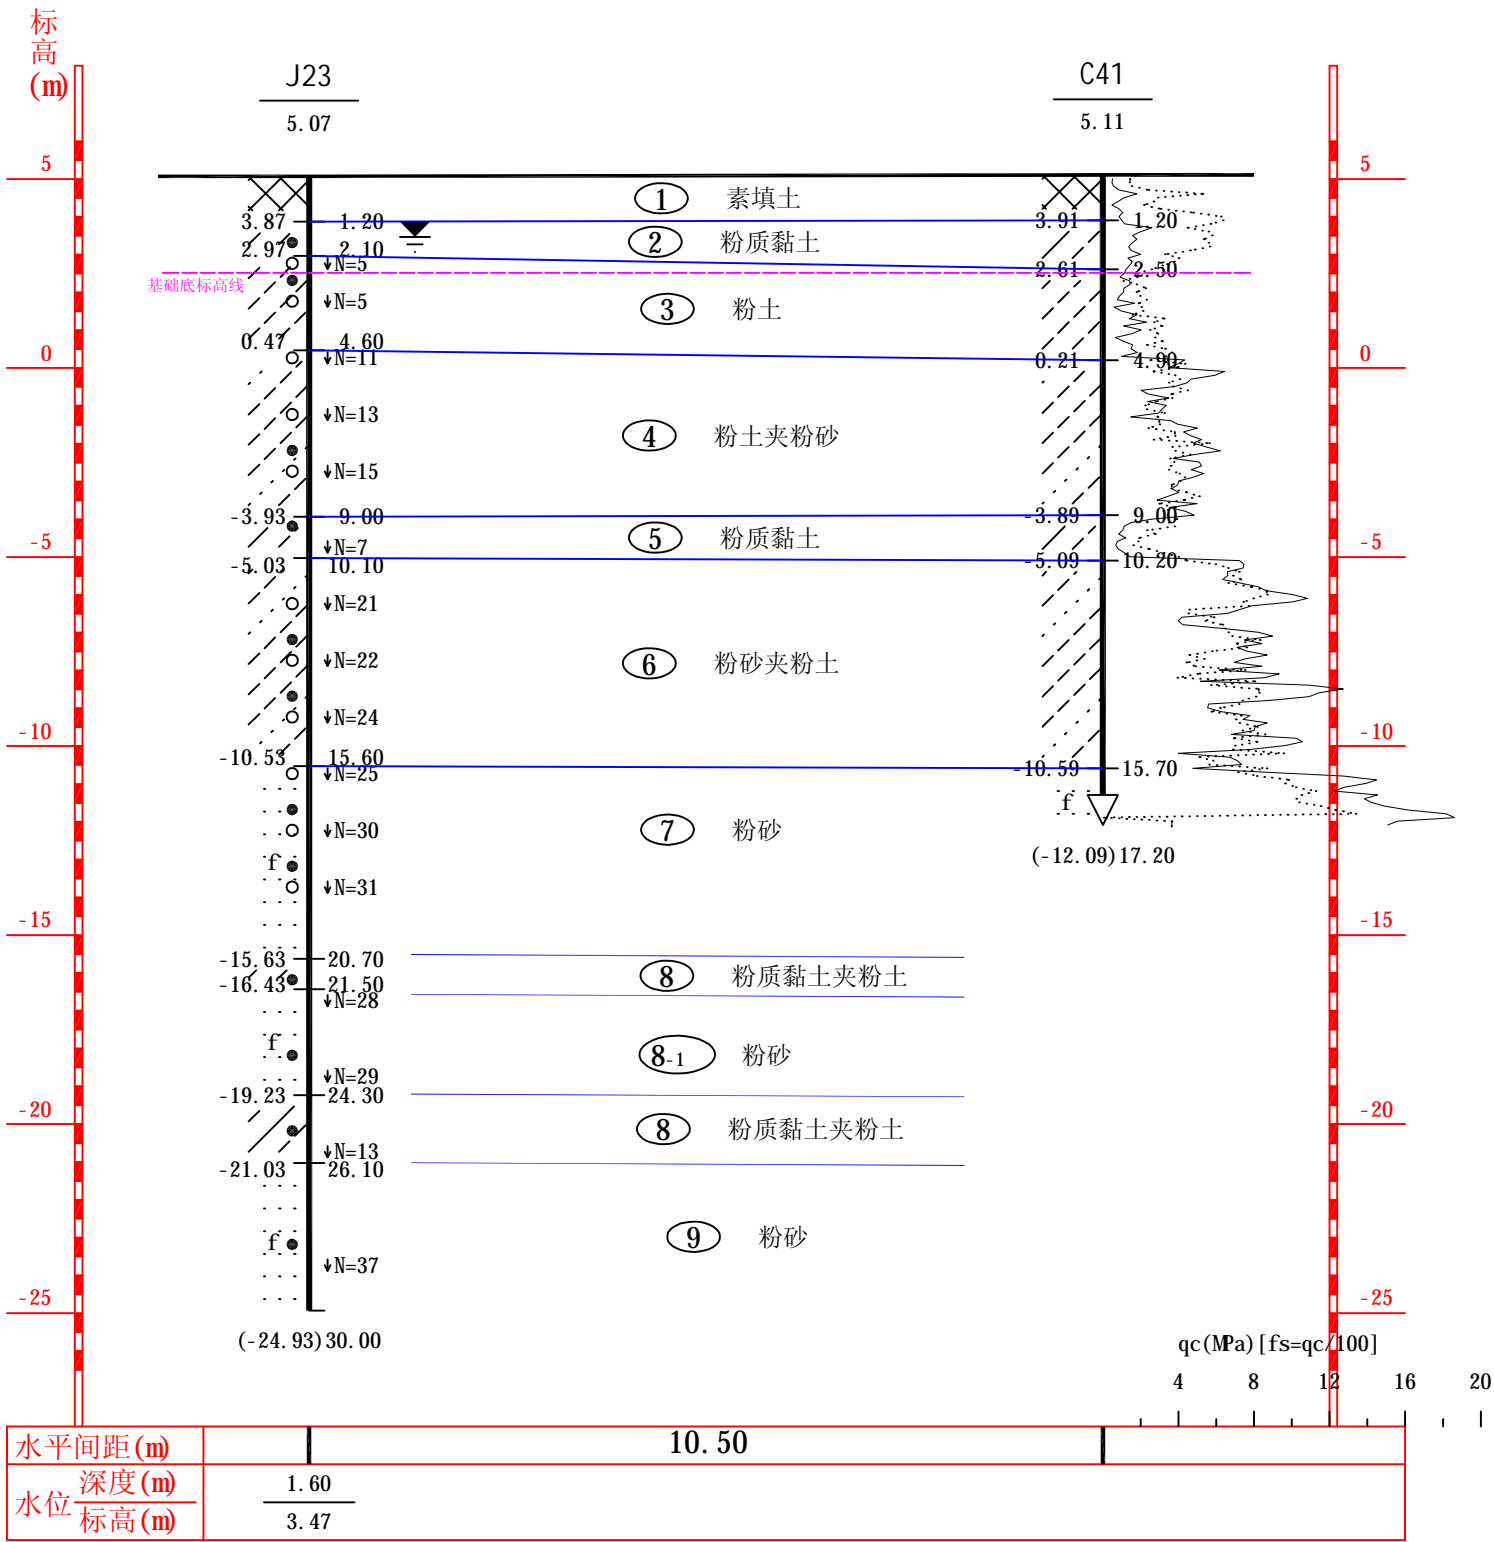 标高
(m)
J23
5.07
C41
5.11
5
5
① 素填土
3.87 1.20
3.91 1.20
② 粉质黏土
2.97 2.10
N=5
2.61 2.50
基础底标高线
N=5
③ 粉土
0.47 4.60
0
0
N=11
0.21 4.90
N=13
④ 粉土夹粉砂
N=15
-3.93 9.00
-3.89 9.00
⑤ 粉质黏土
-5
-5
N=7
-5.03 10.10
-5.09 10.20
N=21
⑥ 粉砂夹粉土
N=22
N=24
-10
-10
-10.53 15.60
N=25
-10.59 15.70
f
⑦ 粉砂
N=30
(-12.09)17.20
f
N=31
-15
-15
-15.63 20.70
⑧ 粉质黏土夹粉土
-16.43 21.50
N=28
f
8-1 粉砂
N=29
-19.23 24.30
-20
-20
⑧ 粉质黏土夹粉土
N=13
-21.03 26.10
f
⑨ 粉砂
N=37
-25
-25
(-24.93)30.00
qc(MPa)[fs=qc/100]
4 8 12 16 20
水平间距(m) 10.50
水位 深度(m) 1.60
标高(m) 3.47